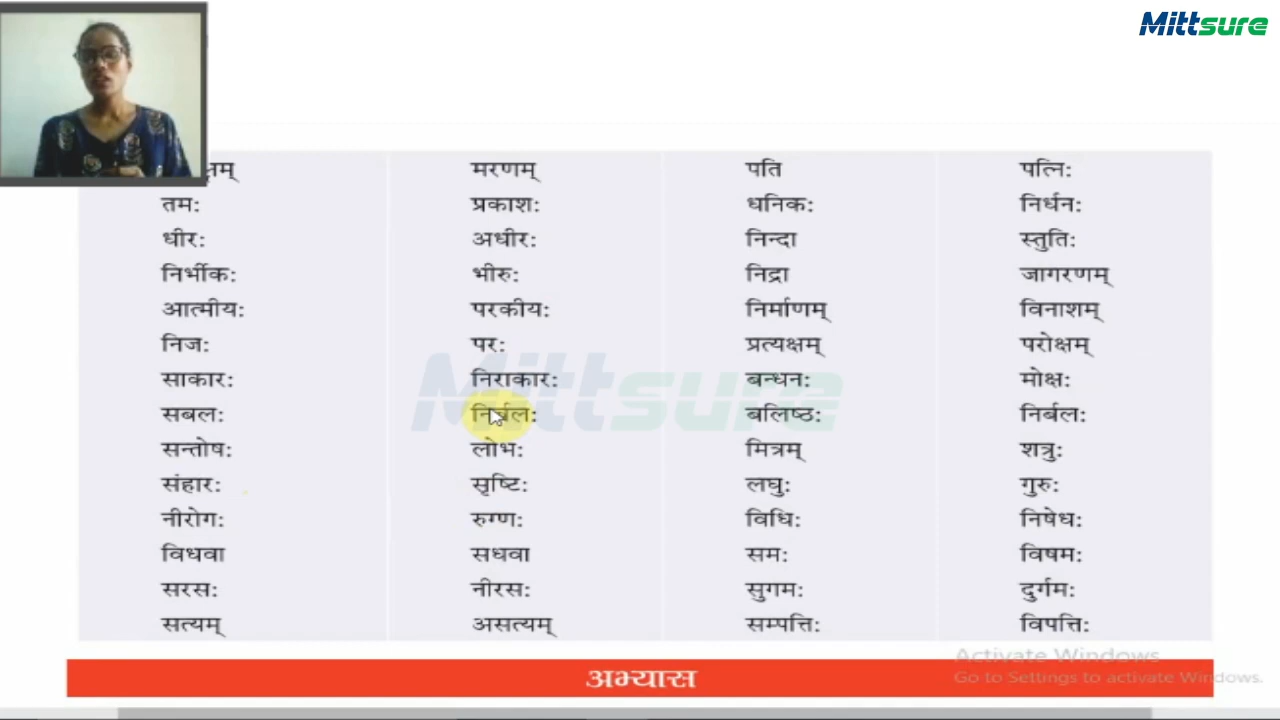 Mittsure
मरणम् पति पत्नि:
तम: प्रकाश: धनिक: निर्धन:
धीर: अधीर: निन्दा स्तुति:
निर्भीक: भीरु: निद्रा जागरणम्
आत्मीय: परकीय: निर्माणम् विनाशम्
निज: पर: प्रत्यक्षम् परोक्षम्
साकार: निराकार: बन्धन: मोक्ष:
सबल: निर्बल: बलिष्ठ: निर्बल:
सन्तोष: लोभ: मित्रम् शत्रु:
संहार: सृष्टि: लघु: गुरु:
नीरोग: रुग्ण: विधि: निषेध:
विधवा सधवा सम: विषम:
सरस: नीरस: सुगम: दुर्गम:
सत्यम् असत्यम् सम्पत्ति: विपत्ति:
Mittsure
अभ्यास
Activate Windows
Go to Settings to activate Windows.